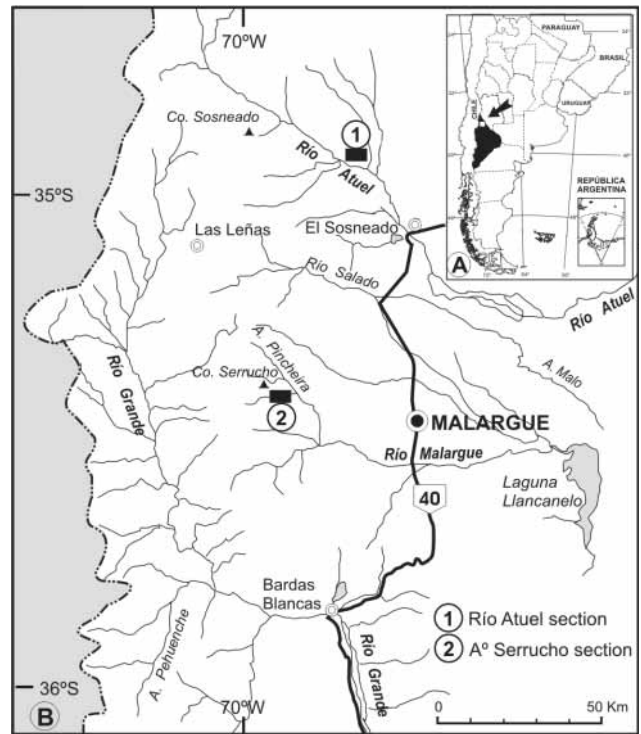 70ºW
PARAGUAY
BRASIL
CHILE
URUGUAY
REPÚBLICA
ARGENTINA
A
Co. Sosneado
1
Río
Atuel
35ºS
Las Leñas
El Sosneado
Río Salado
Río Atuel
A. Malo
A. Pincheira
Co. Serrucho
2
Río Grande
MALARGUE
Río Malargue
Laguna
Llancanelo
40
Bardas
Blancas
1 Río Atuel section
2 Aº Serrucho section
A. Pehuenche
Río Grande
36ºS
B
70ºW
0
50 Km